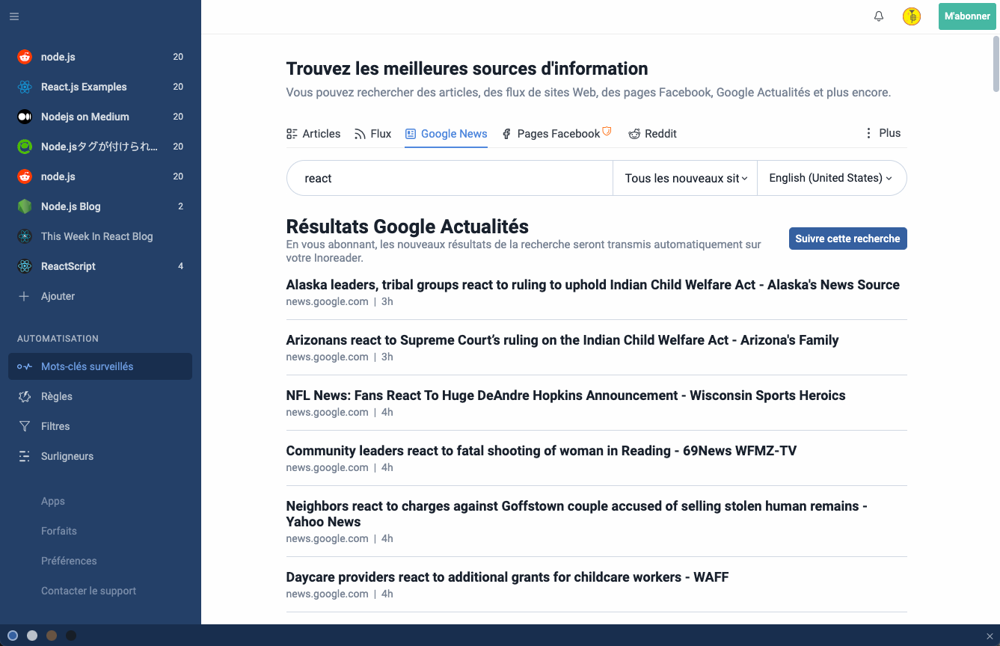 node.js 20
React.js Examples 20
Nodejs on Medium 20
Node.jsタグが付けられ... 20
node.js 20
Node.js Blog 2
This Week In React Blog
ReactScript 4
Ajouter
AUTOMATISATION
Mots-clés surveillés
Règles
Filtres
Surligneurs
Apps
Forfaits
Préférences
Contacter le support
M'abonner
Trouvez les meilleures sources d'information
Vous pouvez rechercher des articles, des flux de sites Web, des pages Facebook, Google Actualités et plus encore.
Articles Flux Google News Pages Facebook Reddit Plus
react Tous les nouveaux sit English (United States)
Résultats Google Actualités
En vous abonnant, les nouveaux résultats de la recherche seront transmis automatiquement sur
votre Inoreader.
Suivre cette recherche
Alaska leaders, tribal groups react to ruling to uphold Indian Child Welfare Act - Alaska's News Source
news.google.com | 3h
Arizonans react to Supreme Court’s ruling on the Indian Child Welfare Act - Arizona's Family
news.google.com | 3h
NFL News: Fans React To Huge DeAndre Hopkins Announcement - Wisconsin Sports Heroics
news.google.com | 4h
Community leaders react to fatal shooting of woman in Reading - 69News WFMZ-TV
news.google.com | 4h
Neighbors react to charges against Goffstown couple accused of selling stolen human remains -
Yahoo News
news.google.com | 4h
Daycare providers react to additional grants for childcare workers - WAFF
news.google.com | 4h